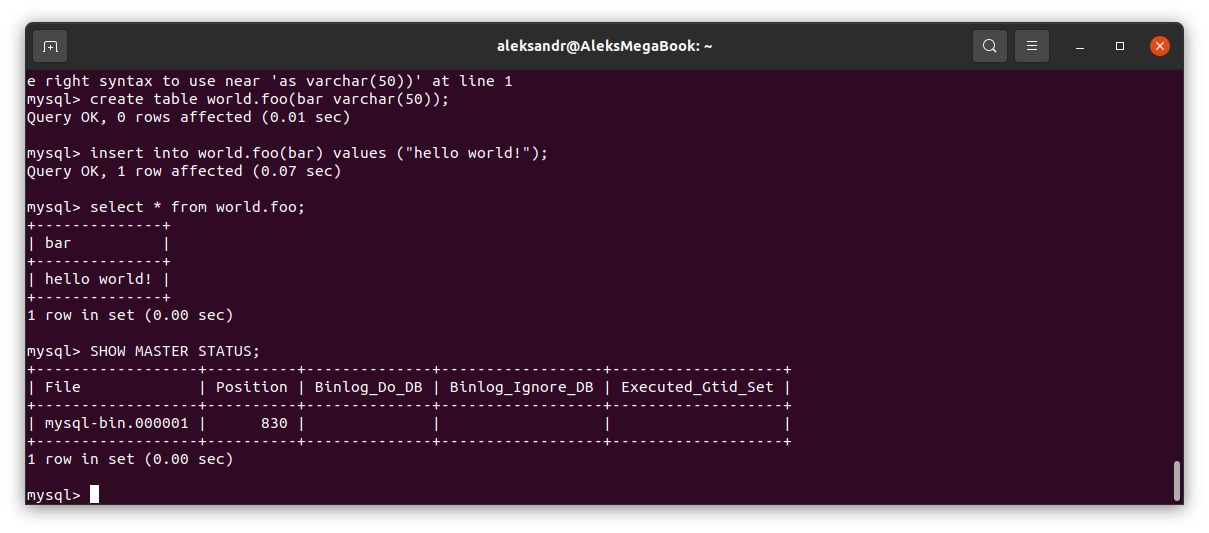 aleksandr@AleksMegaBook: ~
e right syntax to use near 'as varchar(50))' at line 1
mysql> create table world.foo(bar varchar(50));
Query OK, 0 rows affected (0.01 sec)

mysql> insert into world.foo(bar) values ("hello world!");
Query OK, 1 row affected (0.07 sec)

mysql> select * from world.foo;
+--------------+
| bar          |
+--------------+
| hello world! |
+--------------+
1 row in set (0.00 sec)

mysql> SHOW MASTER STATUS;
+------------------+----------+--------------+------------------+-------------------+
| File             | Position | Binlog_Do_DB | Binlog_Ignore_DB | Executed_Gtid_Set |
+------------------+----------+--------------+------------------+-------------------+
| mysql-bin.000001 |      830 |              |                  |                   |
+------------------+----------+--------------+------------------+-------------------+
1 row in set (0.00 sec)

mysql>